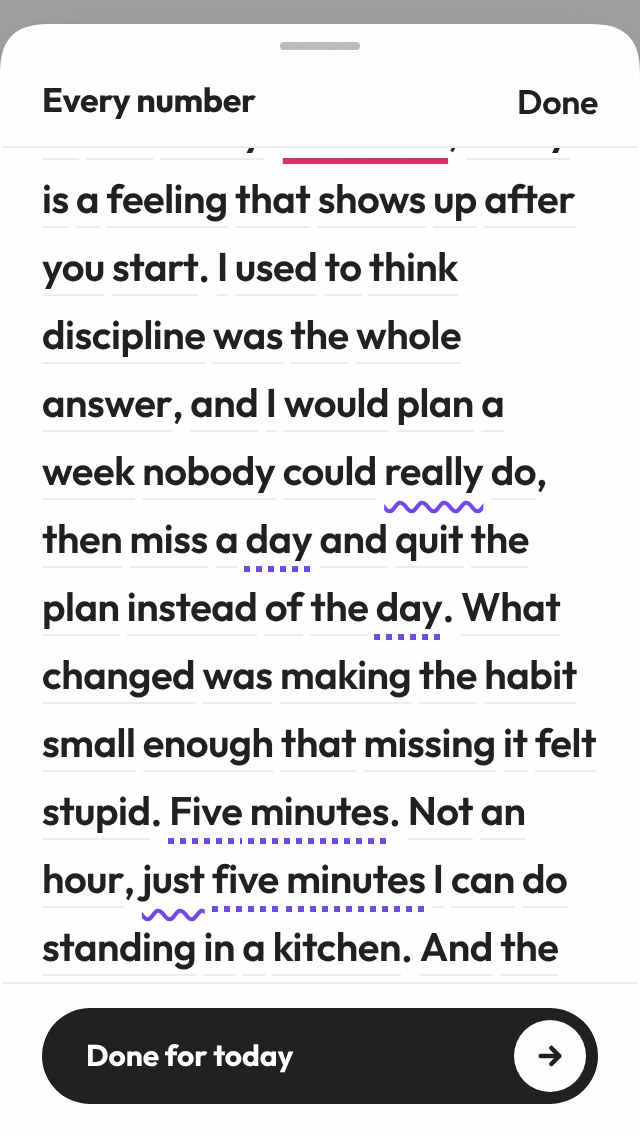 Every number
Done
is a feeling that shows up after
you start. I used to think
discipline was the whole
answer, and I would plan a
week nobody could really do,
then miss a day and quit the
plan instead of the day. What
changed was making the habit
small enough that missing it felt
stupid. Five minutes. Not an
hour, just five minutes I can do
standing in a kitchen. And the
Done for today